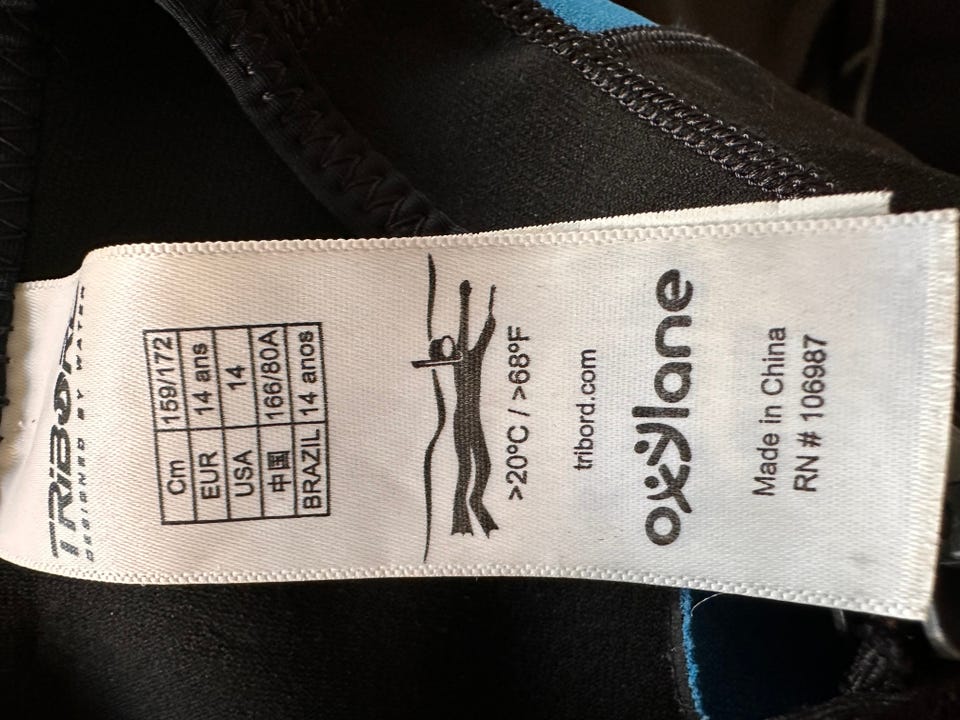 TRIBORD
DESIGNED BY WATER
Cm 159/172
EUR 14 ans
USA 14
中国 166/80A
BRAZIL 14 anos
>20°C / >68°F
tribord.com
oxylane
Made in China
RN # 106987